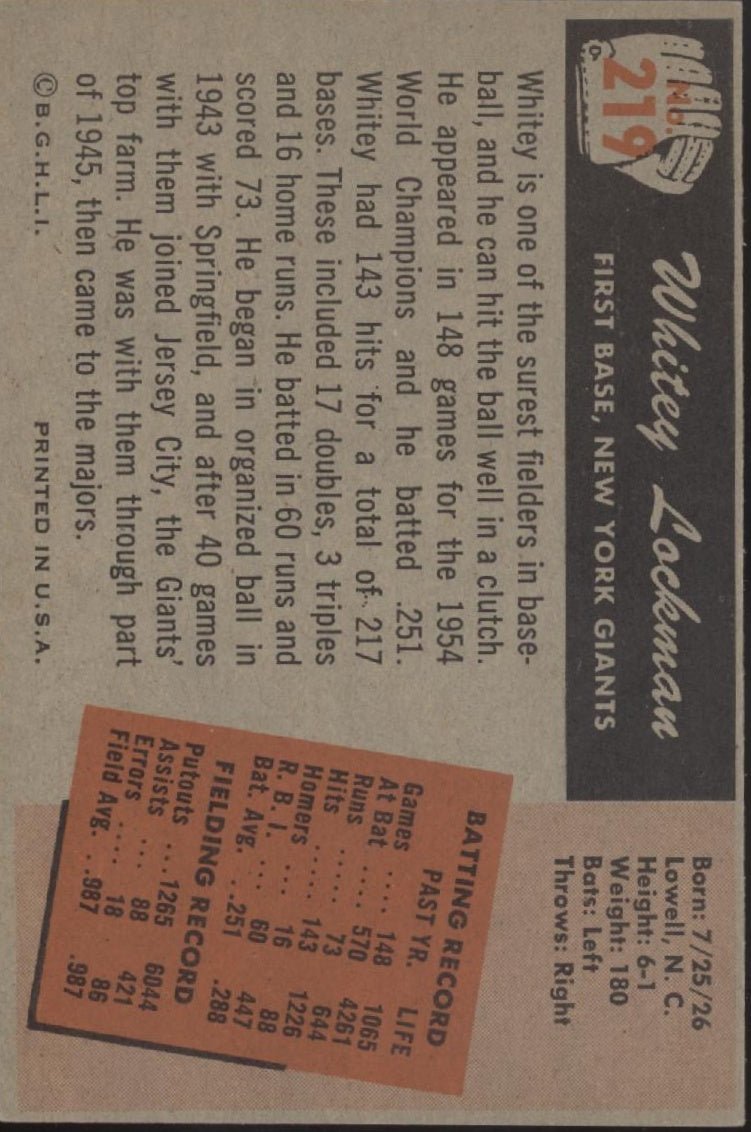 No.
219
Whitey Lockman
FIRST BASE, NEW YORK GIANTS
Born: 7/25/26
Lowell, N. C.
Height: 6-1
Weight: 180
Bats: Left
Throws: Right
Whitey is one of the surest fielders in base-
ball, and he can hit the ball well in a clutch.
He appeared in 148 games for the 1954
World Champions and he batted .251.
Whitey had 143 hits for a total of 217
bases. These included 17 doubles, 3 triples
and 16 home runs. He batted in 60 runs and
scored 73. He began in organized ball in
1943 with Springfield, and after 40 games
with them joined Jersey City, the Giants'
top farm. He was with them through part
of 1945, then came to the majors.
©B.G.H.L.I. PRINTED IN U.S.A.
BATTING RECORD
PAST YR. LIFE
Games .... 148 1065
At Bat .... 570 4261
Runs ...... 73 644
Hits ...... 143 1226
Homers ... 16 88
R. B. I. .... 60 447
Bat. Avg. ..251 .288
FIELDING RECORD
Putouts ...1265 6044
Assists ... 88 421
Errors .... 18 86
Field Avg. ..987 .987